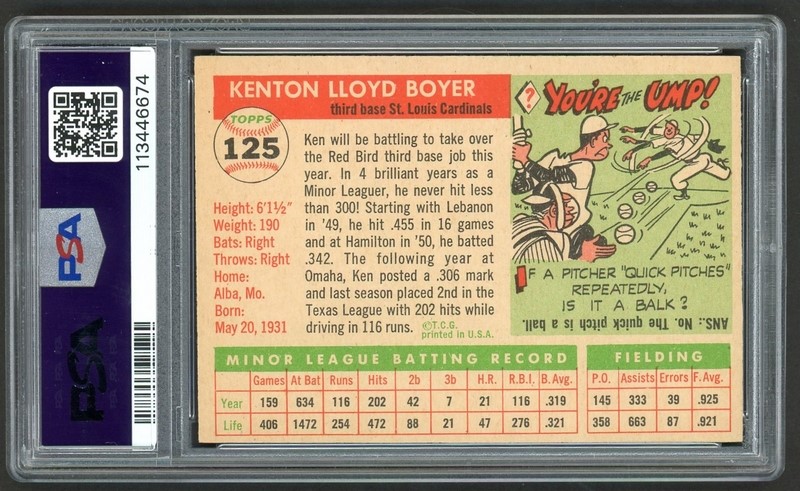 113446674
PSA
PSA
KENTON LLOYD BOYER
third base St. Louis Cardinals
TOPPS
125
Height: 6'1½"
Weight: 190
Bats: Right
Throws: Right
Home:
Alba, Mo.
Born:
May 20, 1931
Ken will be battling to take over
the Red Bird third base job this
year. In 4 brilliant years as a
Minor Leaguer, he never hit less
than 300! Starting with Lebanon
in '49, he hit .455 in 16 games
and at Hamilton in '50, he batted
.342. The following year at
Omaha, Ken posted a .306 mark
and last season placed 2nd in the
Texas League with 202 hits while
driving in 116 runs.
©T.C.G.
printed in U.S.A.
? YOU'RE THE UMP!
IF A PITCHER "QUICK PITCHES"
REPEATEDLY,
IS IT A BALK?
ANS.: No. The quick pitch is a ball.
MINOR LEAGUE BATTING RECORD
Games At Bat Runs Hits 2b 3b H.R. R.B.I. B. Avg.
Year 159 634 116 202 42 7 21 116 .319
Life 406 1472 254 472 88 21 47 276 .321
FIELDING
P.O. Assists Errors F. Avg.
145 333 39 .925
358 663 87 .921